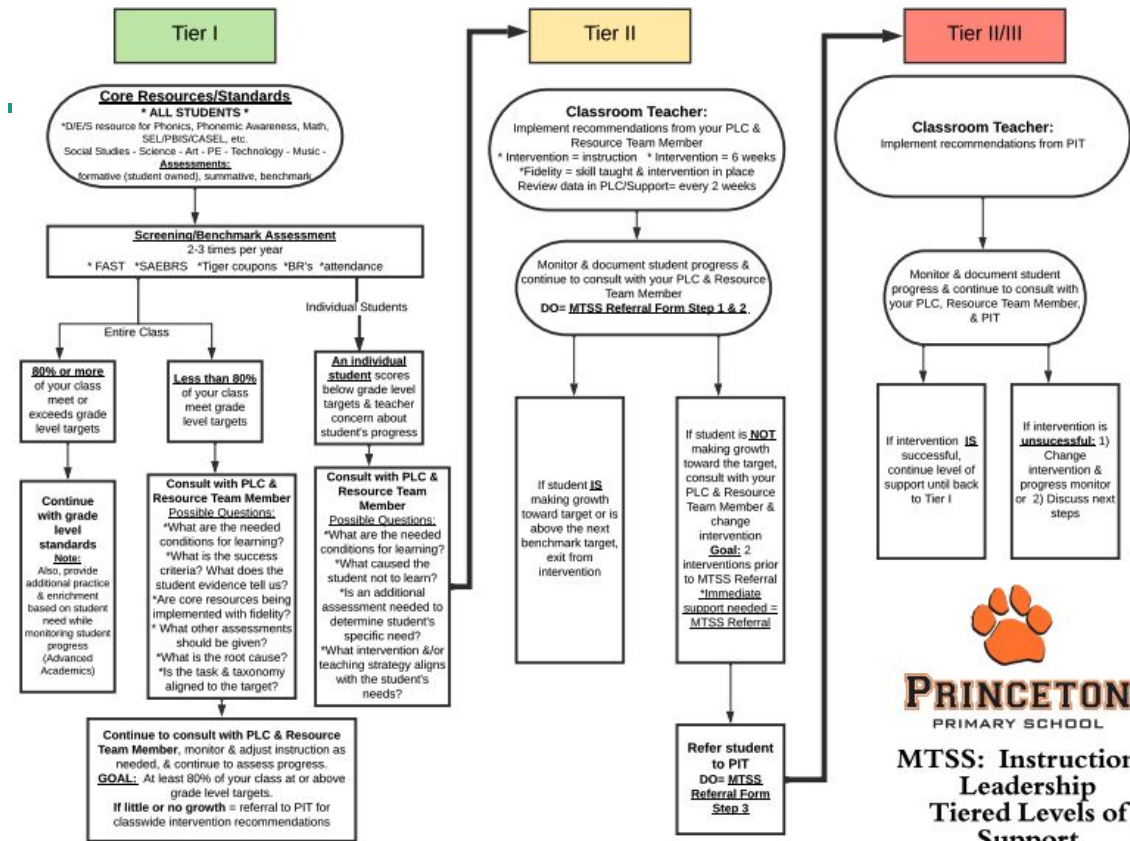 Tier I
Core Resources/Standards
* ALL STUDENTS *
*D/E/S resource for Phonics, Phonemic Awareness, Math,
SEL/PBIS/CASEL, etc.
Social Studies - Science - Art - PE - Technology - Music -
Assessments:
formative (student owned), summative, benchmark
Screening/Benchmark Assessment
2-3 times per year
* FAST *SAEBRS *Tiger coupons *BR's *attendance
Entire Class
Individual Students
80% or more
of your class
meet or
exceeds grade
level targets
Less than 80%
of your class
meet grade
level targets
An individual
student scores
below grade level
targets & teacher
concern about
student's progress
Continue
with grade
level
standards
Note:
Also, provide
additional practice
& enrichment
based on student
need while
monitoring student
progress
(Advanced
Academics)
Consult with PLC &
Resource Team Member
Possible Questions:
*What are the needed
conditions for learning?
*What is the success
criteria? What does the
student evidence tell us?
*Are core resources being
implemented with fidelity?
* What other assessments
should be given?
*What is the root cause?
*Is the task & taxonomy
aligned to the target?
Consult with PLC &
Resource Team
Member
Possible Questions:
*What are the needed
conditions for learning?
*What caused the
student not to learn?
*Is an additional
assessment needed to
determine student's
specific need?
*What intervention &/or
teaching strategy aligns
with the student's
needs?
Continue to consult with PLC & Resource
Team Member, monitor & adjust instruction as
needed, & continue to assess progress.
GOAL: At least 80% of your class at or above
grade level targets.
If little or no growth = referral to PIT for
classwide intervention recommendations
Tier II
Classroom Teacher:
Implement recommendations from your PLC &
Resource Team Member
* Intervention = instruction * Intervention = 6 weeks
*Fidelity = skill taught & intervention in place
Review data in PLC/Support= every 2 weeks
Monitor & document student progress &
continue to consult with your PLC & Resource
Team Member
DO= MTSS Referral Form Step 1 & 2
If student IS
making growth
toward target or is
above the next
benchmark target,
exit from
intervention
If student is NOT
making growth
toward the target,
consult with your
PLC & Resource
Team Member &
change
intervention
Goal: 2
interventions prior
to MTSS Referral
*Immediate
support needed =
MTSS Referral
Refer student
to PIT
DO= MTSS
Referral Form
Step 3
Tier II/III
Classroom Teacher:
Implement recommendations from PIT
Monitor & document student
progress & continue to consult with
your PLC, Resource Team Member,
& PIT
If intervention IS
successful,
continue level of
support until back
to Tier I
If intervention is
unsucessful: 1)
Change
intervention &
progress monitor
or 2) Discuss next
steps
PRINCETON
PRIMARY SCHOOL
MTSS: Instruction
Leadership
Tiered Levels of
Support